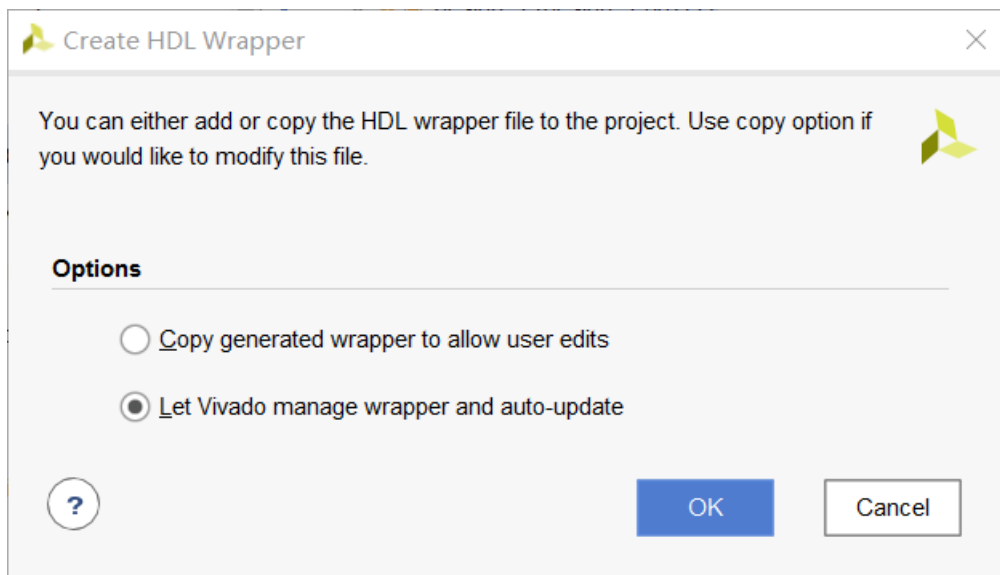 Create HDL Wrapper
You can either add or copy the HDL wrapper file to the project. Use copy option if
you would like to modify this file.
Options
Copy generated wrapper to allow user edits
Let Vivado manage wrapper and auto-update
?
OK
Cancel